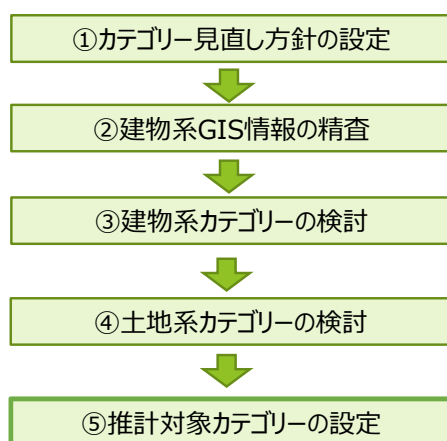 ①カテゴリー見直し方針の設定
②建物系GIS情報の精査
③建物系カテゴリーの検討
④土地系カテゴリーの検討
⑤推計対象カテゴリーの設定